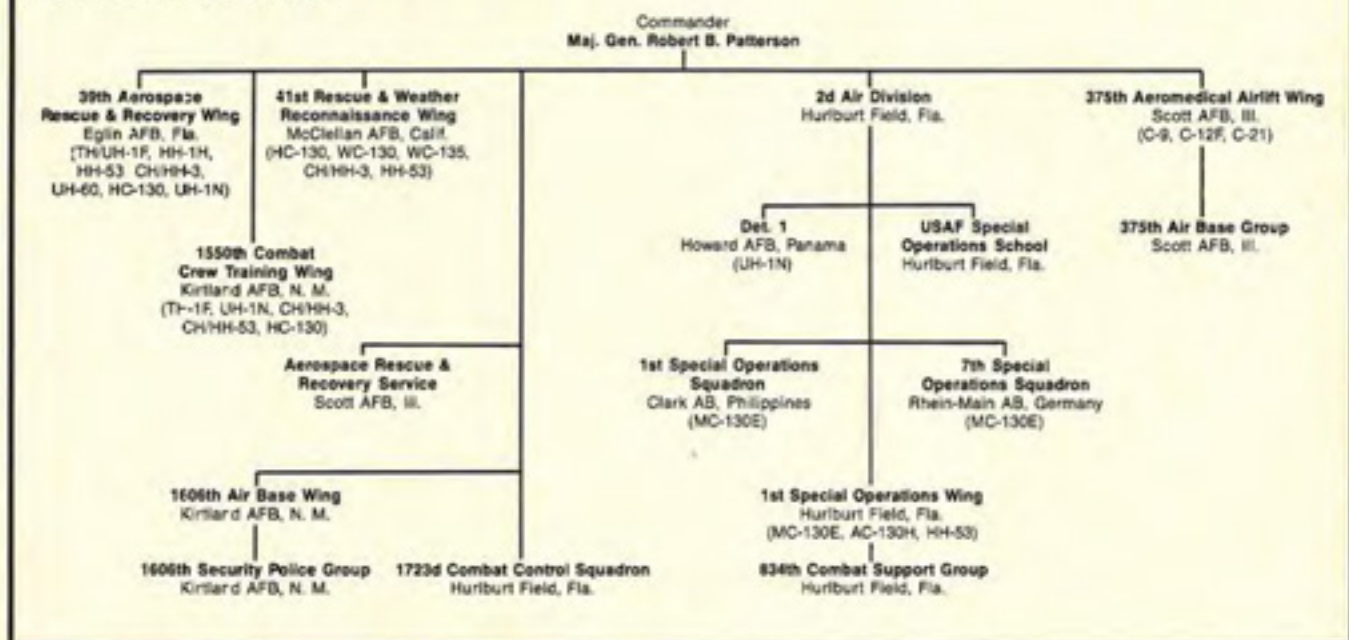 Commander
Maj. Gen. Robert B. Patterson
39th Aerospace
Rescue & Recovery Wing
Eglin AFB, Fla.
(TH/UH-1F, HH-1H,
HH-53 CH/HH-3,
UH-60, HC-130, UH-1N)
41st Rescue & Weather
Reconnaissance Wing
McClellan AFB, Calif.
(HC-130, WC-130, WC-135,
CH/HH-3, HH-53)
2d Air Division
Hurlburt Field, Fla.
375th Aeromedical Airlift Wing
Scott AFB, Ill.
(C-9, C-12F, C-21)
1550th Combat
Crew Training Wing
Kirtland AFB, N. M.
(TH-1F, UH-1N, CH/HH-3,
CH/HH-53, HC-130)
Det. 1
Howard AFB, Panama
(UH-1N)
USAF Special
Operations School
Hurlburt Field, Fla.
375th Air Base Group
Scott AFB, Ill.
Aerospace Rescue &
Recovery Service
Scott AFB, Ill.
1st Special Operations
Squadron
Clark AB, Philippines
(MC-130E)
7th Special
Operations Squadron
Rhein-Main AB, Germany
(MC-130E)
1606th Air Base Wing
Kirtland AFB, N. M.
1st Special Operations Wing
Hurlburt Field, Fla.
(MC-130E, AC-130H, HH-53)
1606th Security Police Group
Kirtland AFB, N. M.
1723d Combat Control Squadron
Hurlburt Field, Fla.
834th Combat Support Group
Hurlburt Field, Fla.